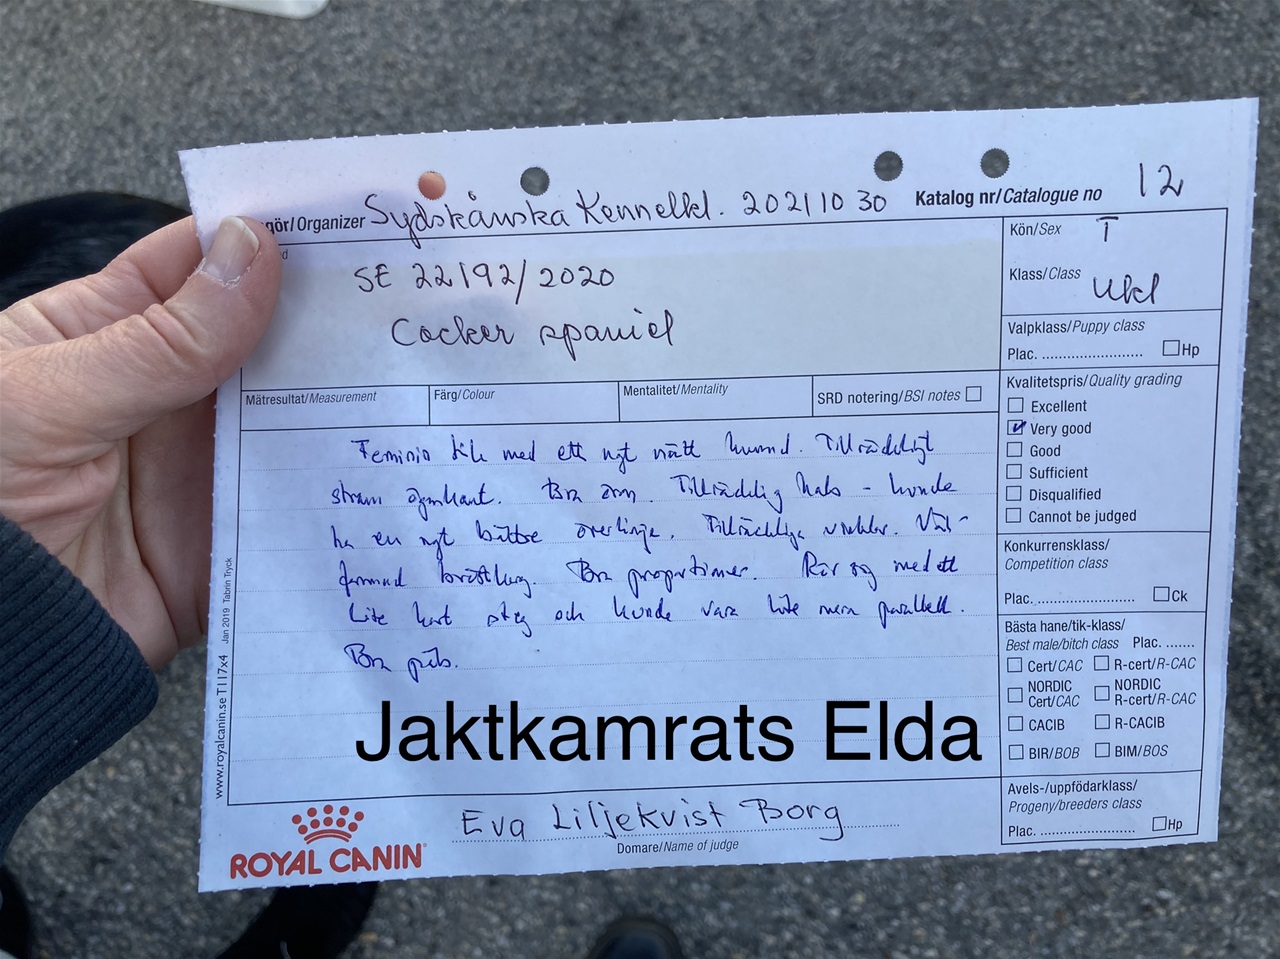 gör/Organizer Sydskånska Kennelkl. 20211030 Katalog nr/Catalogue no 12
nd
SE 22192/2020
Cocker spaniel
Kön/Sex T
Klass/Class Ukl
Valpklass/Puppy class
Plac. ........................ Hp
Mätresultat/Measurement Färg/Colour Mentalitet/Mentality SRD notering/BSI notes
Feminin tik med ett ngt nätt huvud. Tillräckligt
stram ögonkant. Bra öron. Tillräcklig hals - kunde
ha en ngt bättre överlinje. Tillräckliga vinklar. Väl-
formad bröstkorg. Bra proportioner. Rör sig med ett
lite kort steg och kunde vara lite mera parallell.
Bra päls.
Kvalitetspris/Quality grading
Excellent
Very good
Good
Sufficient
Disqualified
Cannot be judged
Konkurrensklass/
Competition class
Plac. ........................ Ck
Bästa hane/tik-klass/
Best male/bitch class Plac. .......
Cert/CAC R-cert/R-CAC
NORDIC Cert/CAC NORDIC R-cert/R-CAC
CACIB R-CACIB
BIR/BOB BIM/BOS
Avels-/uppfödarklass/
Progeny/breeders class
Plac. ........................ Hp
Jaktkamrats Elda
Eva Liljekvist Borg
Domare/Name of judge
ROYAL CANIN
www.royalcanin.se T117x4 Jan 2019 Tabrin Tryck